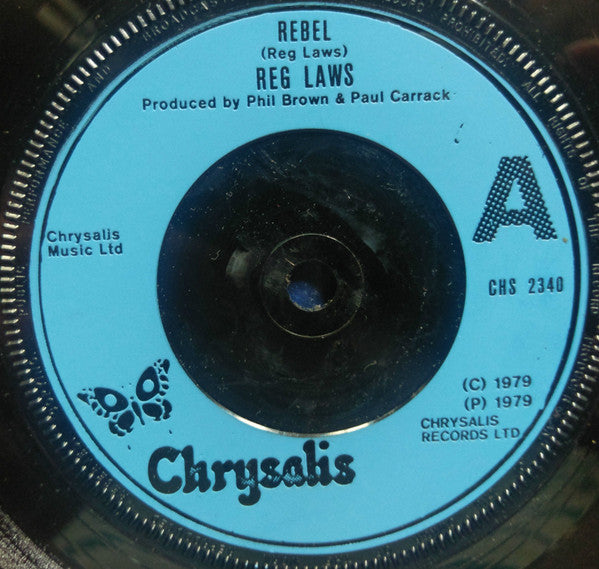 REBEL
(Reg Laws)
REG LAWS
Produced by Phil Brown & Paul Carrack
A
Chrysalis
Music Ltd
CHS 2340
(C) 1979
(P) 1979
CHRYSALIS
RECORDS LTD
Chrysalis